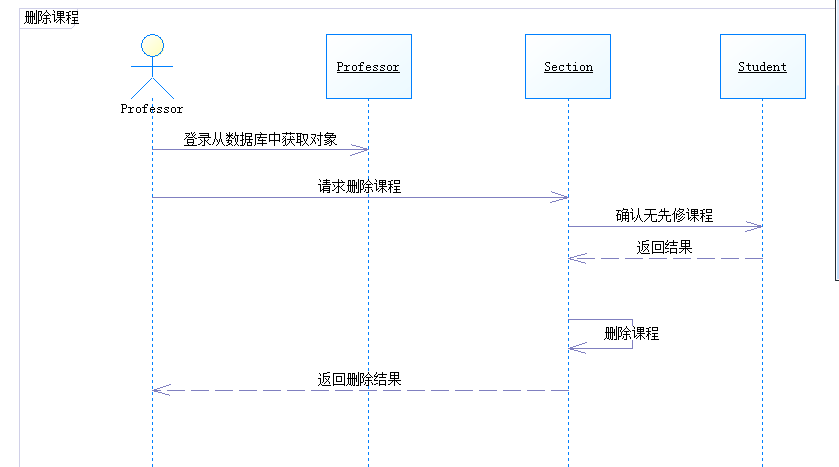 删除课程
Professor
Section
Student
Professor
登录从数据库中获取对象
请求删除课程
确认无先修课程
返回结果
删除课程
返回删除结果